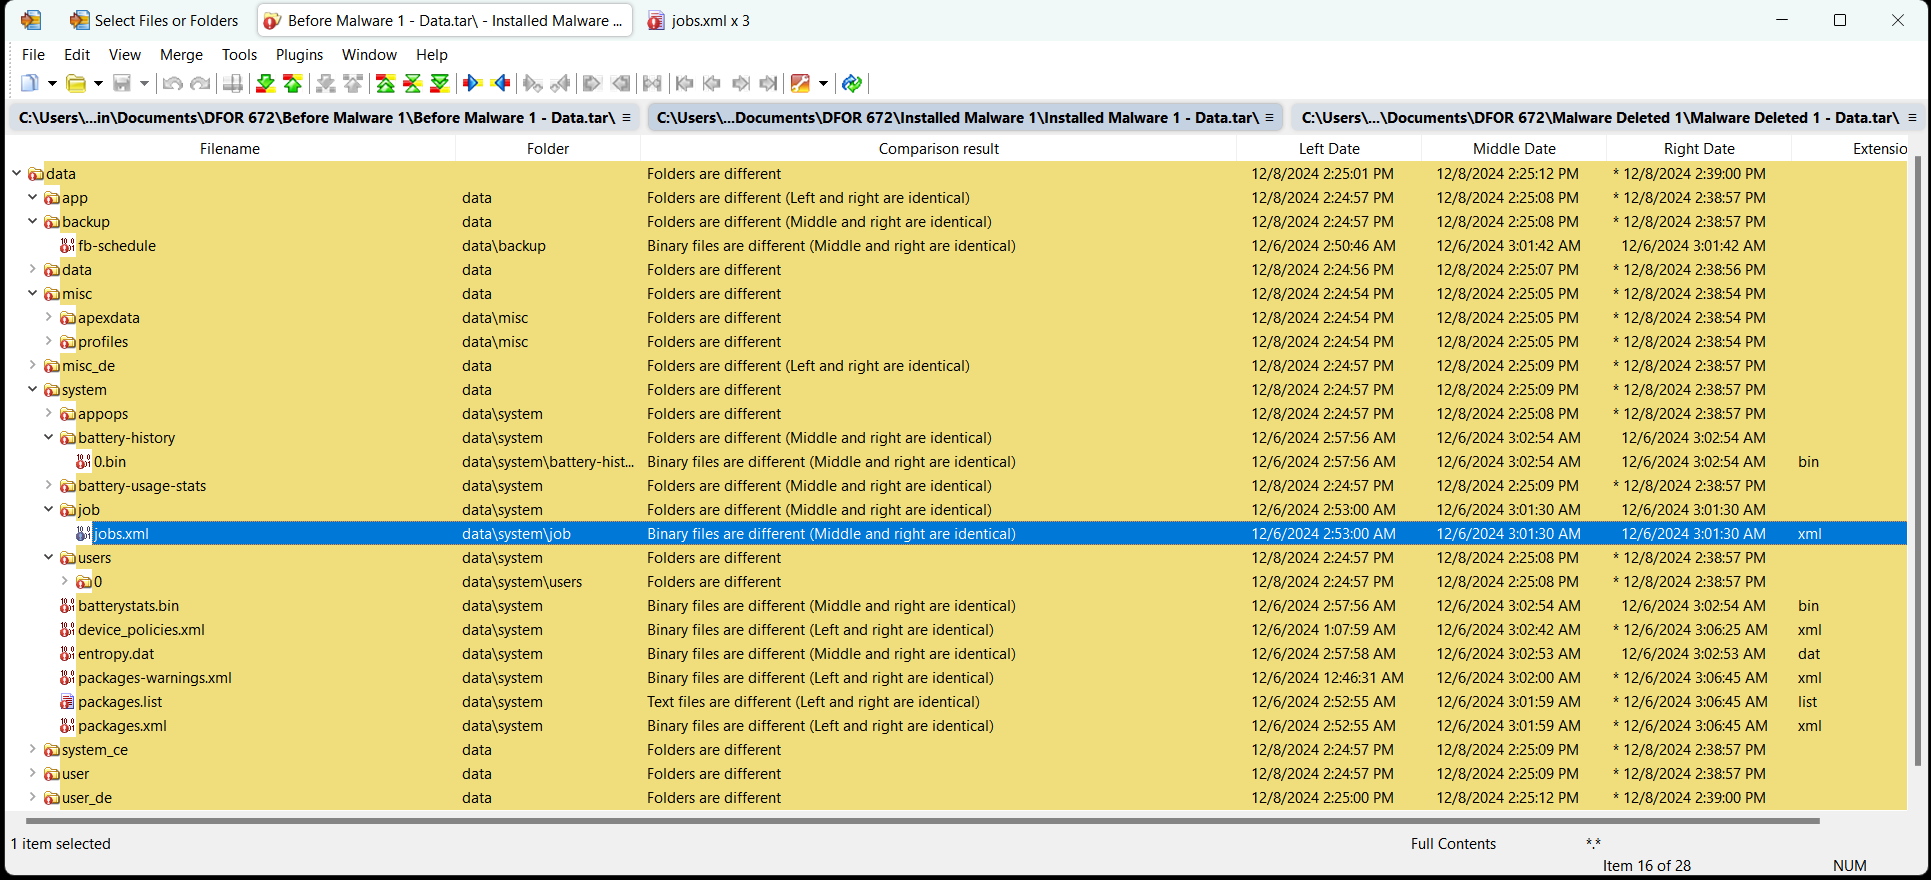 Select Files or Folders Before Malware 1 - Data.tar\ - Installed Malware ... jobs.xml x 3
File Edit View Merge Tools Plugins Window Help
C:\Users\...in\Documents\DFOR 672\Before Malware 1\Before Malware 1 - Data.tar\ C:\Users\...Documents\DFOR 672\Installed Malware 1\Installed Malware 1 - Data.tar\ C:\Users\...\Documents\DFOR 672\Malware Deleted 1\Malware Deleted 1 - Data.tar\
Filename Folder Comparison result Left Date Middle Date Right Date Extensio
data Folders are different 12/8/2024 2:25:01 PM 12/8/2024 2:25:12 PM * 12/8/2024 2:39:00 PM
app data Folders are different (Left and right are identical) 12/8/2024 2:24:57 PM 12/8/2024 2:25:08 PM * 12/8/2024 2:38:57 PM
backup data Folders are different (Middle and right are identical) 12/8/2024 2:24:57 PM 12/8/2024 2:25:08 PM * 12/8/2024 2:38:57 PM
fb-schedule data\backup Binary files are different (Middle and right are identical) 12/6/2024 2:50:46 AM 12/6/2024 3:01:42 AM 12/6/2024 3:01:42 AM
data data Folders are different 12/8/2024 2:24:56 PM 12/8/2024 2:25:07 PM * 12/8/2024 2:38:56 PM
misc data Folders are different 12/8/2024 2:24:54 PM 12/8/2024 2:25:05 PM * 12/8/2024 2:38:54 PM
apexdata data\misc Folders are different 12/8/2024 2:24:54 PM 12/8/2024 2:25:05 PM * 12/8/2024 2:38:54 PM
profiles data\misc Folders are different 12/8/2024 2:24:54 PM 12/8/2024 2:25:05 PM * 12/8/2024 2:38:54 PM
misc_de data Folders are different (Left and right are identical) 12/8/2024 2:24:57 PM 12/8/2024 2:25:09 PM * 12/8/2024 2:38:57 PM
system data Folders are different 12/8/2024 2:24:57 PM 12/8/2024 2:25:09 PM * 12/8/2024 2:38:57 PM
appops data\system Folders are different 12/8/2024 2:24:57 PM 12/8/2024 2:25:08 PM * 12/8/2024 2:38:57 PM
battery-history data\system Folders are different (Middle and right are identical) 12/6/2024 2:57:56 AM 12/6/2024 3:02:54 AM 12/6/2024 3:02:54 AM
0.bin data\system\battery-hist... Binary files are different (Middle and right are identical) 12/6/2024 2:57:56 AM 12/6/2024 3:02:54 AM 12/6/2024 3:02:54 AM bin
battery-usage-stats data\system Folders are different (Middle and right are identical) 12/8/2024 2:24:57 PM 12/8/2024 2:25:09 PM * 12/8/2024 2:38:57 PM
job data\system Folders are different (Middle and right are identical) 12/6/2024 2:53:00 AM 12/6/2024 3:01:30 AM 12/6/2024 3:01:30 AM
jobs.xml data\system\job Binary files are different (Middle and right are identical) 12/6/2024 2:53:00 AM 12/6/2024 3:01:30 AM 12/6/2024 3:01:30 AM xml
users data\system Folders are different 12/8/2024 2:24:57 PM 12/8/2024 2:25:08 PM * 12/8/2024 2:38:57 PM
0 data\system\users Folders are different 12/8/2024 2:24:57 PM 12/8/2024 2:25:08 PM * 12/8/2024 2:38:57 PM
batterystats.bin data\system Binary files are different (Middle and right are identical) 12/6/2024 2:57:56 AM 12/6/2024 3:02:54 AM 12/6/2024 3:02:54 AM bin
device_policies.xml data\system Binary files are different (Left and right are identical) 12/6/2024 1:07:59 AM 12/6/2024 3:02:42 AM * 12/6/2024 3:06:25 AM xml
entropy.dat data\system Binary files are different (Middle and right are identical) 12/6/2024 2:57:58 AM 12/6/2024 3:02:53 AM 12/6/2024 3:02:53 AM dat
packages-warnings.xml data\system Binary files are different (Left and right are identical) 12/6/2024 12:46:31 AM 12/6/2024 3:02:00 AM * 12/6/2024 3:06:45 AM xml
packages.list data\system Text files are different (Left and right are identical) 12/6/2024 2:52:55 AM 12/6/2024 3:01:59 AM * 12/6/2024 3:06:45 AM list
packages.xml data\system Binary files are different (Left and right are identical) 12/6/2024 2:52:55 AM 12/6/2024 3:01:59 AM * 12/6/2024 3:06:45 AM xml
system_ce data Folders are different 12/8/2024 2:24:57 PM 12/8/2024 2:25:09 PM * 12/8/2024 2:38:57 PM
user data Folders are different 12/8/2024 2:24:57 PM 12/8/2024 2:25:09 PM * 12/8/2024 2:38:57 PM
user_de data Folders are different 12/8/2024 2:25:00 PM 12/8/2024 2:25:12 PM * 12/8/2024 2:39:00 PM
1 item selected Full Contents *.*
Item 16 of 28 NUM